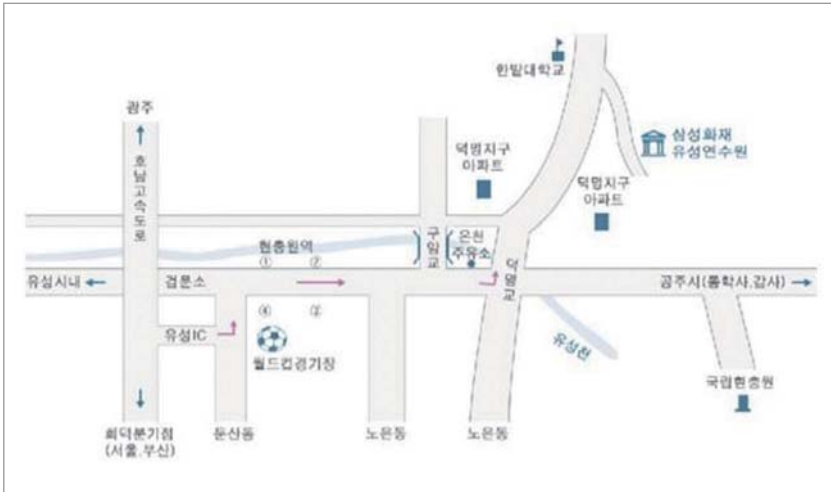 한밭대학교
광주
삼성화재
유성연수원
호남고속도로
덕명지구
아파트
덕명지구
아파트
현충원역
① ②
구암교
온천
주유소
덕명교
유성시내
검문소
공주시(동학사,갑사)
④ ③
유성IC
월드컵경기장
유성천
국립현충원
회덕분기점
(서울,부산)
둔산동
노은동
노은동